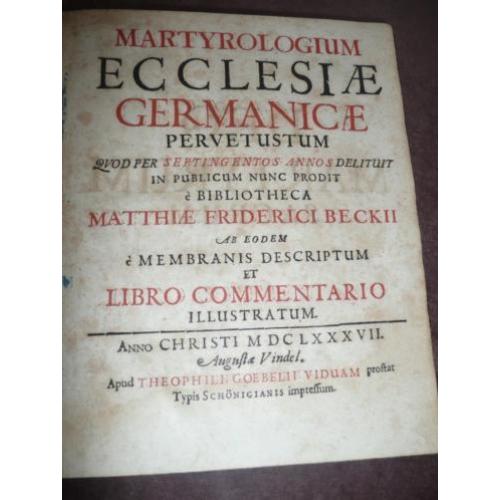 MARTYROLOGIUM
ECCLESIÆ
GERMANICÆ
PERVETUSTUM
QVOD PER SEPTINGENTOS ANNOS DELITUIT
IN PUBLICUM NUNC PRODIT
è BIBLIOTHECA
MATTHIÆ FRIDERICI BECKII
AB EODEM
è MEMBRANIS DESCRIPTUM
ET
LIBRO COMMENTARIO
ILLUSTRATUM.
ANNO CHRISTI M DC LXXXVII.
Augustæ Vindel.
Apud THEOPHILI GOEBELII VIDUAM prostat
Typis SCHÖNIGIANIS impressum.